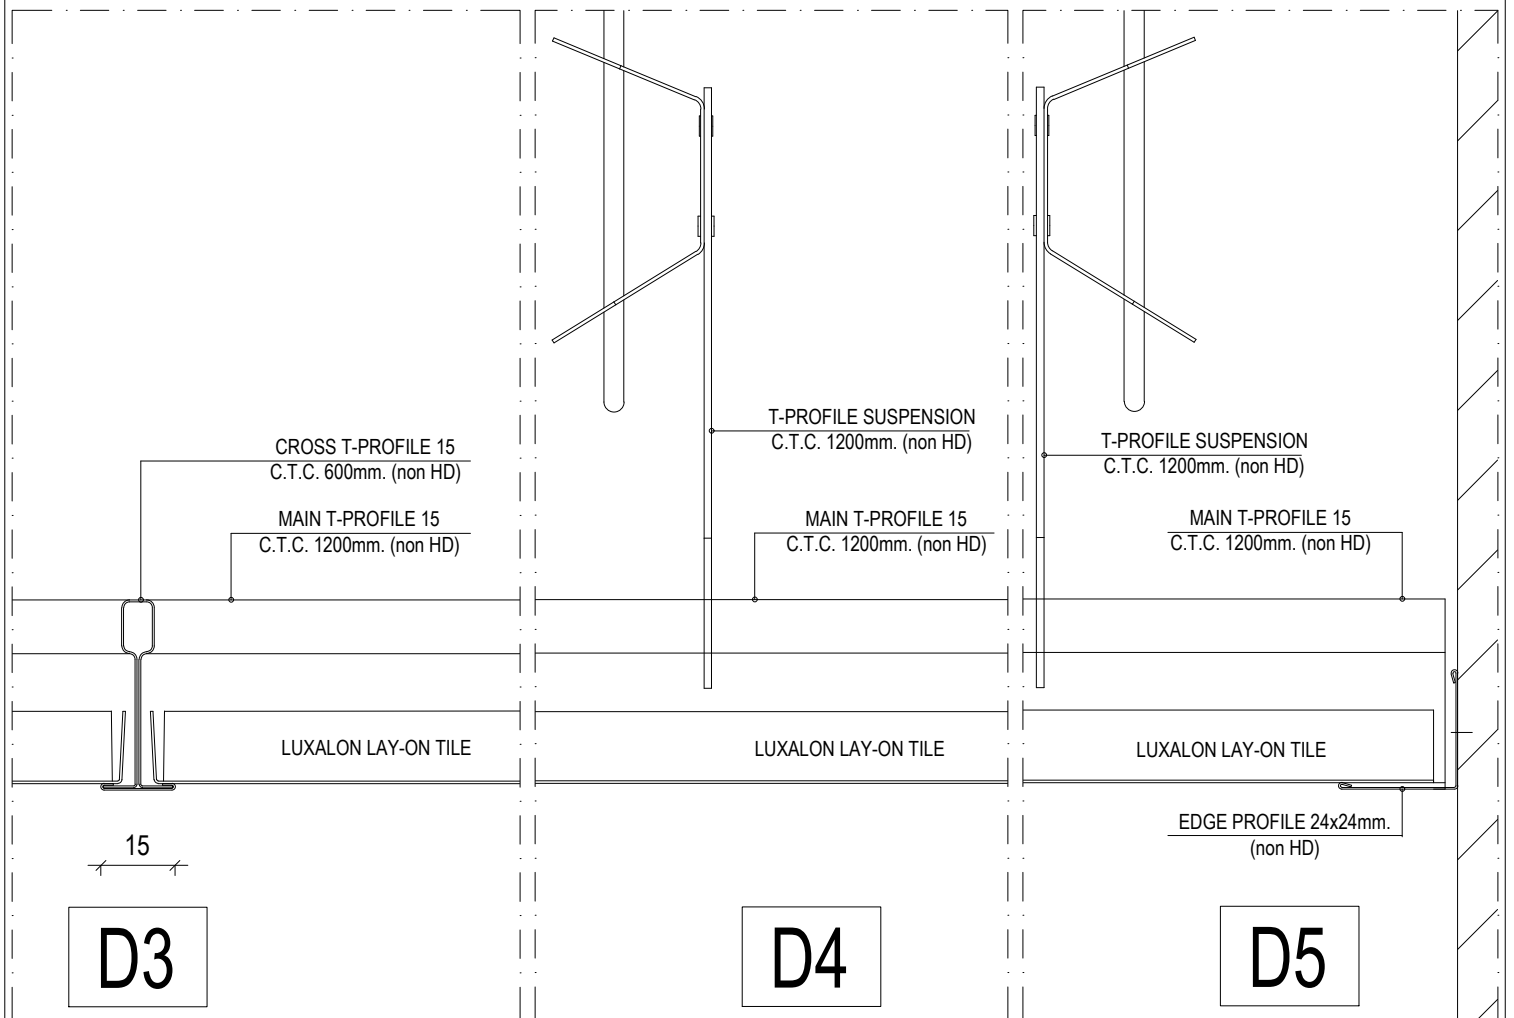 CROSS T-PROFILE 15
C.T.C. 600mm. (non HD)
MAIN T-PROFILE 15
C.T.C. 1200mm. (non HD)
LUXALON LAY-ON TILE
15
D3
T-PROFILE SUSPENSION
C.T.C. 1200mm. (non HD)
MAIN T-PROFILE 15
C.T.C. 1200mm. (non HD)
LUXALON LAY-ON TILE
D4
T-PROFILE SUSPENSION
C.T.C. 1200mm. (non HD)
MAIN T-PROFILE 15
C.T.C. 1200mm. (non HD)
LUXALON LAY-ON TILE
EDGE PROFILE 24x24mm.
(non HD)
D5